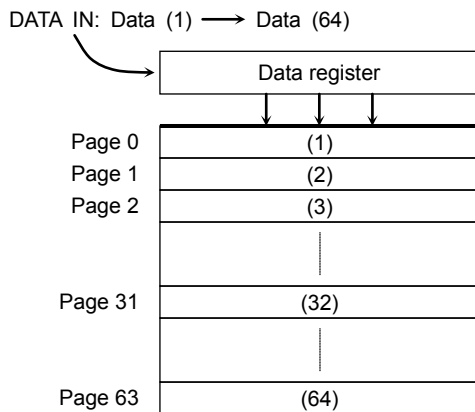 DATA IN: Data (1) Data (64)
Data register
Page 0 (1)
Page 1 (2)
Page 2 (3)
Page 31 (32)
Page 63 (64)